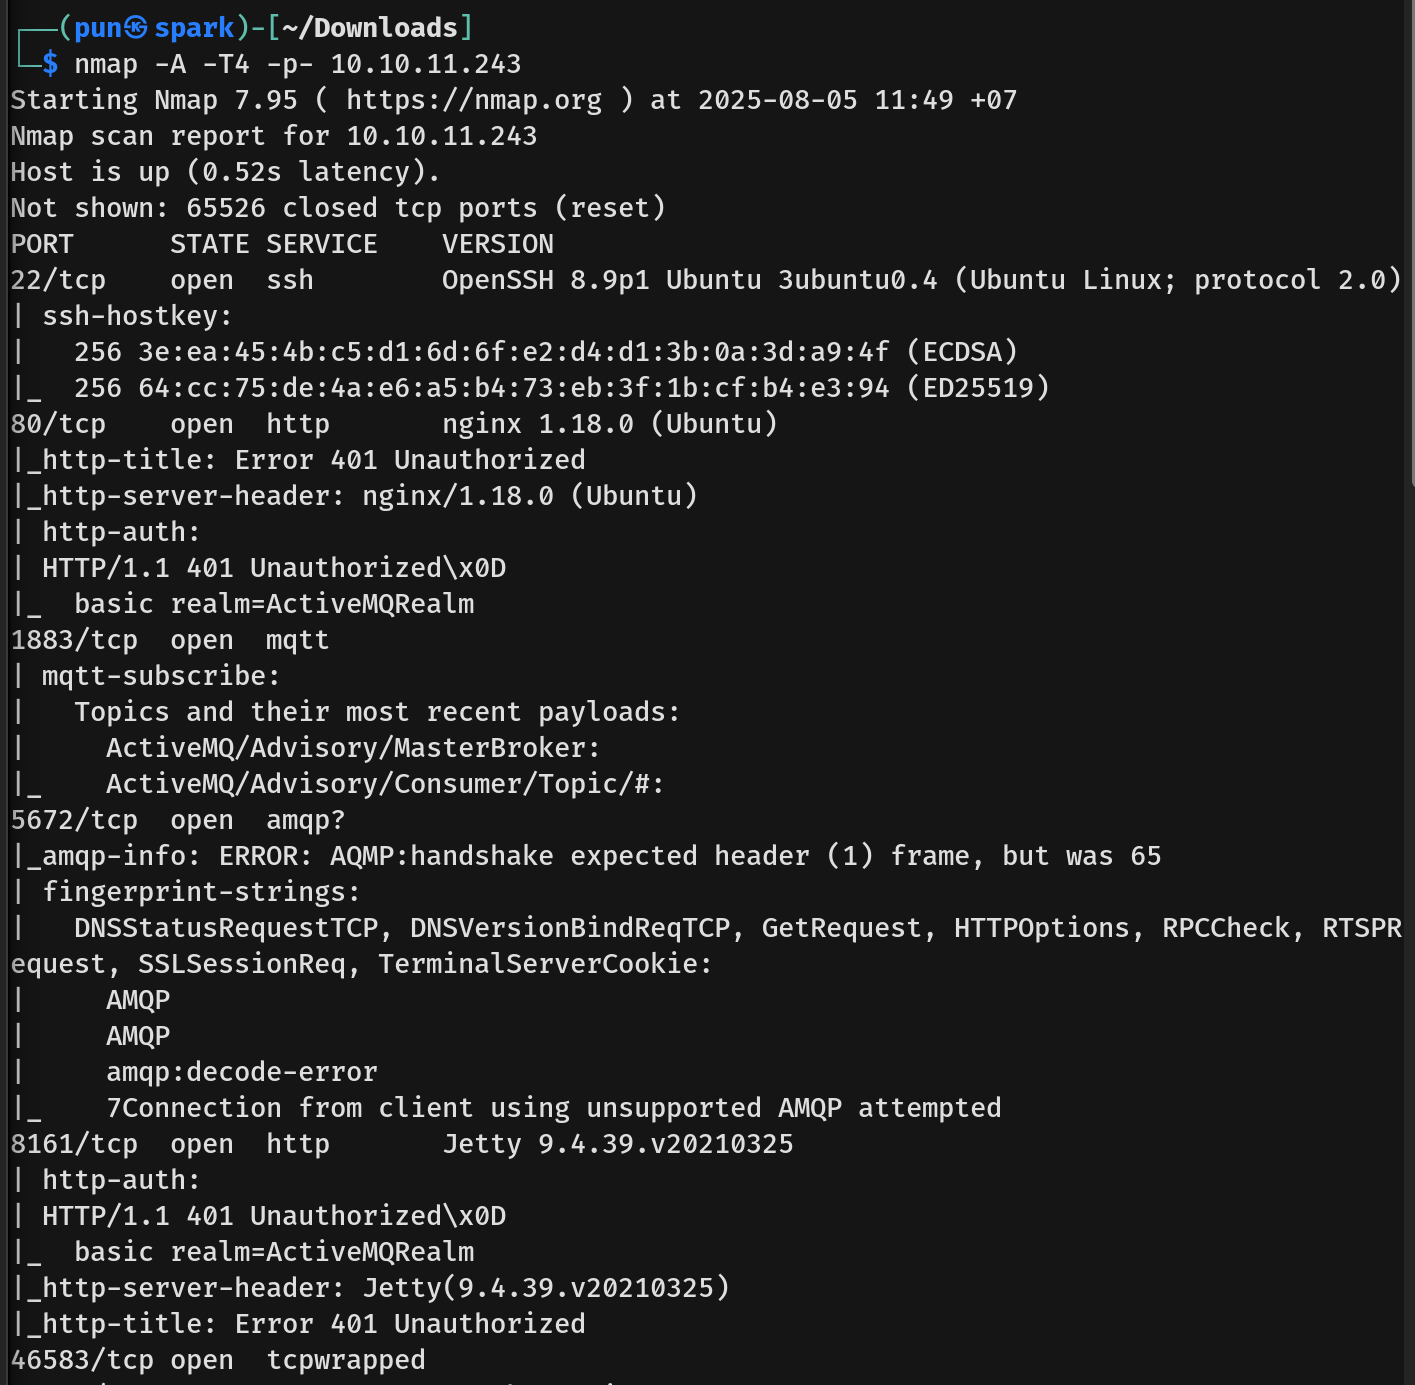 ┌──(pun㉿spark)-[~/Downloads]
└─$ nmap -A -T4 -p- 10.10.11.243
Starting Nmap 7.95 ( https://nmap.org ) at 2025-08-05 11:49 +07
Nmap scan report for 10.10.11.243
Host is up (0.52s latency).
Not shown: 65526 closed tcp ports (reset)
PORT      STATE SERVICE    VERSION
22/tcp    open  ssh        OpenSSH 8.9p1 Ubuntu 3ubuntu0.4 (Ubuntu Linux; protocol 2.0)
| ssh-hostkey:
|   256 3e:ea:45:4b:c5:d1:6d:6f:e2:d4:d1:3b:0a:3d:a9:4f (ECDSA)
|_  256 64:cc:75:de:4a:e6:a5:b4:73:eb:3f:1b:cf:b4:e3:94 (ED25519)
80/tcp    open  http       nginx 1.18.0 (Ubuntu)
|_http-title: Error 401 Unauthorized
|_http-server-header: nginx/1.18.0 (Ubuntu)
| http-auth:
| HTTP/1.1 401 Unauthorized\x0D
|_  basic realm=ActiveMQRealm
1883/tcp  open  mqtt
| mqtt-subscribe:
|   Topics and their most recent payloads:
|     ActiveMQ/Advisory/MasterBroker:
|_    ActiveMQ/Advisory/Consumer/Topic/#:
5672/tcp  open  amqp?
|_amqp-info: ERROR: AQMP:handshake expected header (1) frame, but was 65
| fingerprint-strings:
|   DNSStatusRequestTCP, DNSVersionBindReqTCP, GetRequest, HTTPOptions, RPCCheck, RTSPR
equest, SSLSessionReq, TerminalServerCookie:
|     AMQP
|     AMQP
|     amqp:decode-error
|_    7Connection from client using unsupported AMQP attempted
8161/tcp  open  http       Jetty 9.4.39.v20210325
| http-auth:
| HTTP/1.1 401 Unauthorized\x0D
|_  basic realm=ActiveMQRealm
|_http-server-header: Jetty(9.4.39.v20210325)
|_http-title: Error 401 Unauthorized
46583/tcp open  tcpwrapped